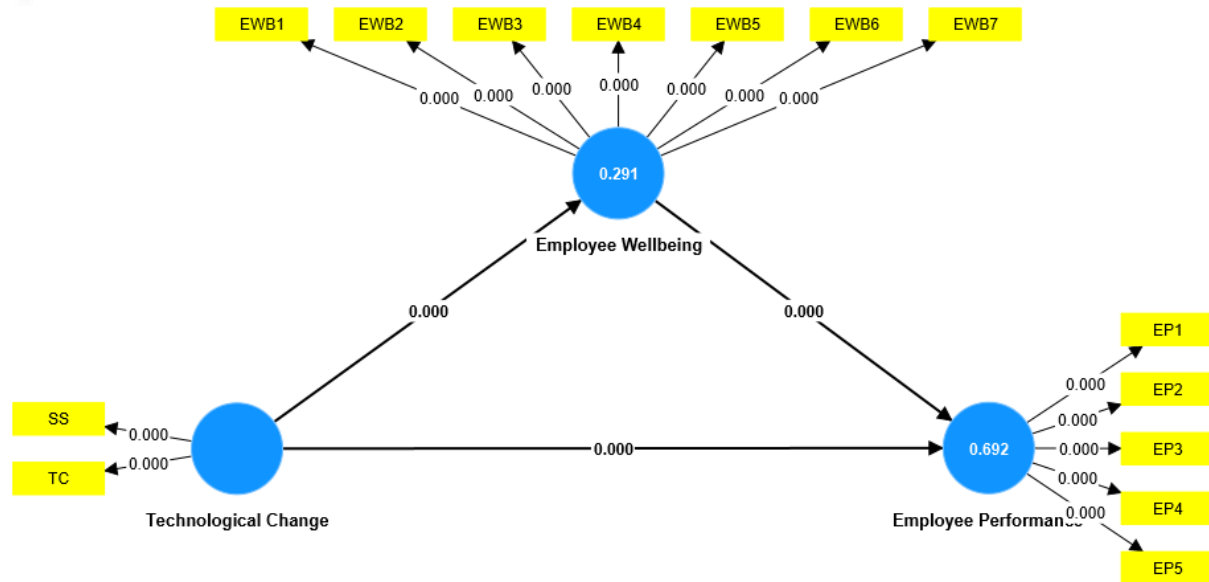 EWB1 EWB2 EWB3 EWB4 EWB5 EWB6 EWB7
0.000 0.000 0.000 0.000 0.000 0.000 0.000
0.291
Employee Wellbeing
0.000 0.000
EP1
0.000
EP2
0.000
SS
0.000
TC
0.000
0.000
0.692
0.000
EP3
0.000
EP4
0.000
EP5
Technological Change
Employee Performance